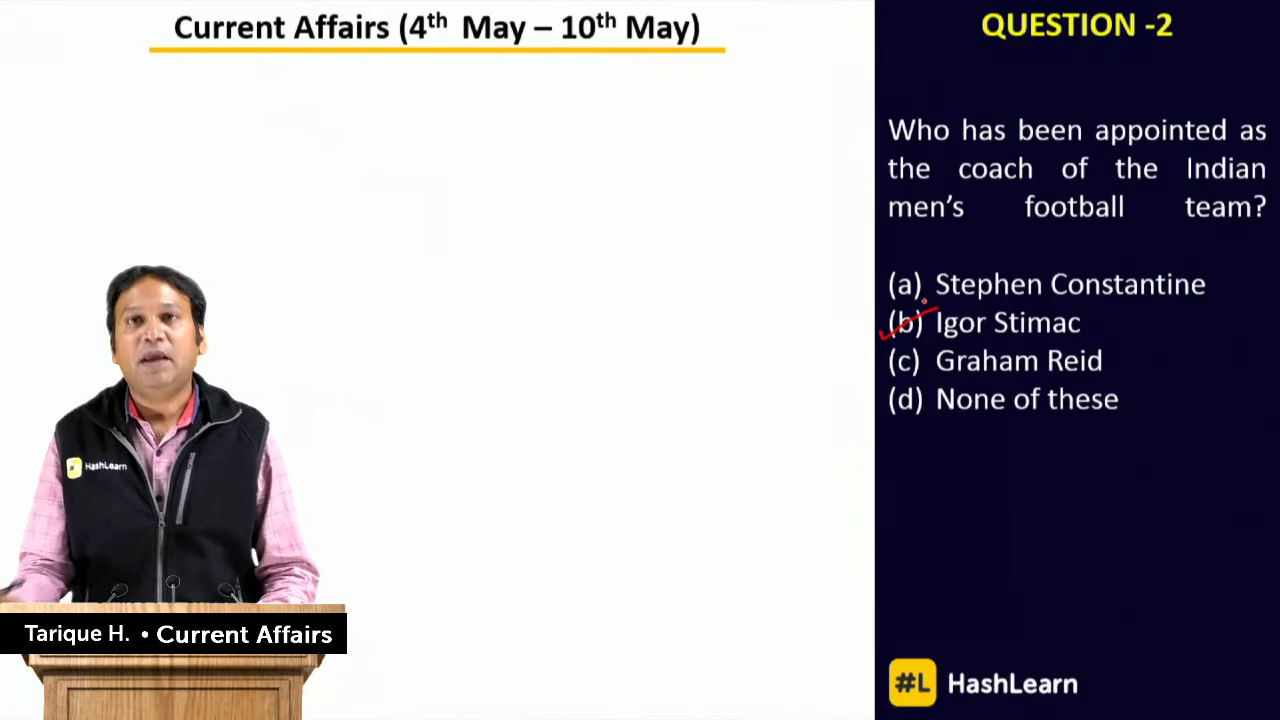 Current Affairs (4th May – 10th May)
QUESTION -2
Who has been appointed as
the coach of the Indian
men's football team?
(a) Stephen Constantine
(b) Igor Stimac
(c) Graham Reid
(d) None of these
# HashLearn
Tarique H. • Current Affairs
#L HashLearn